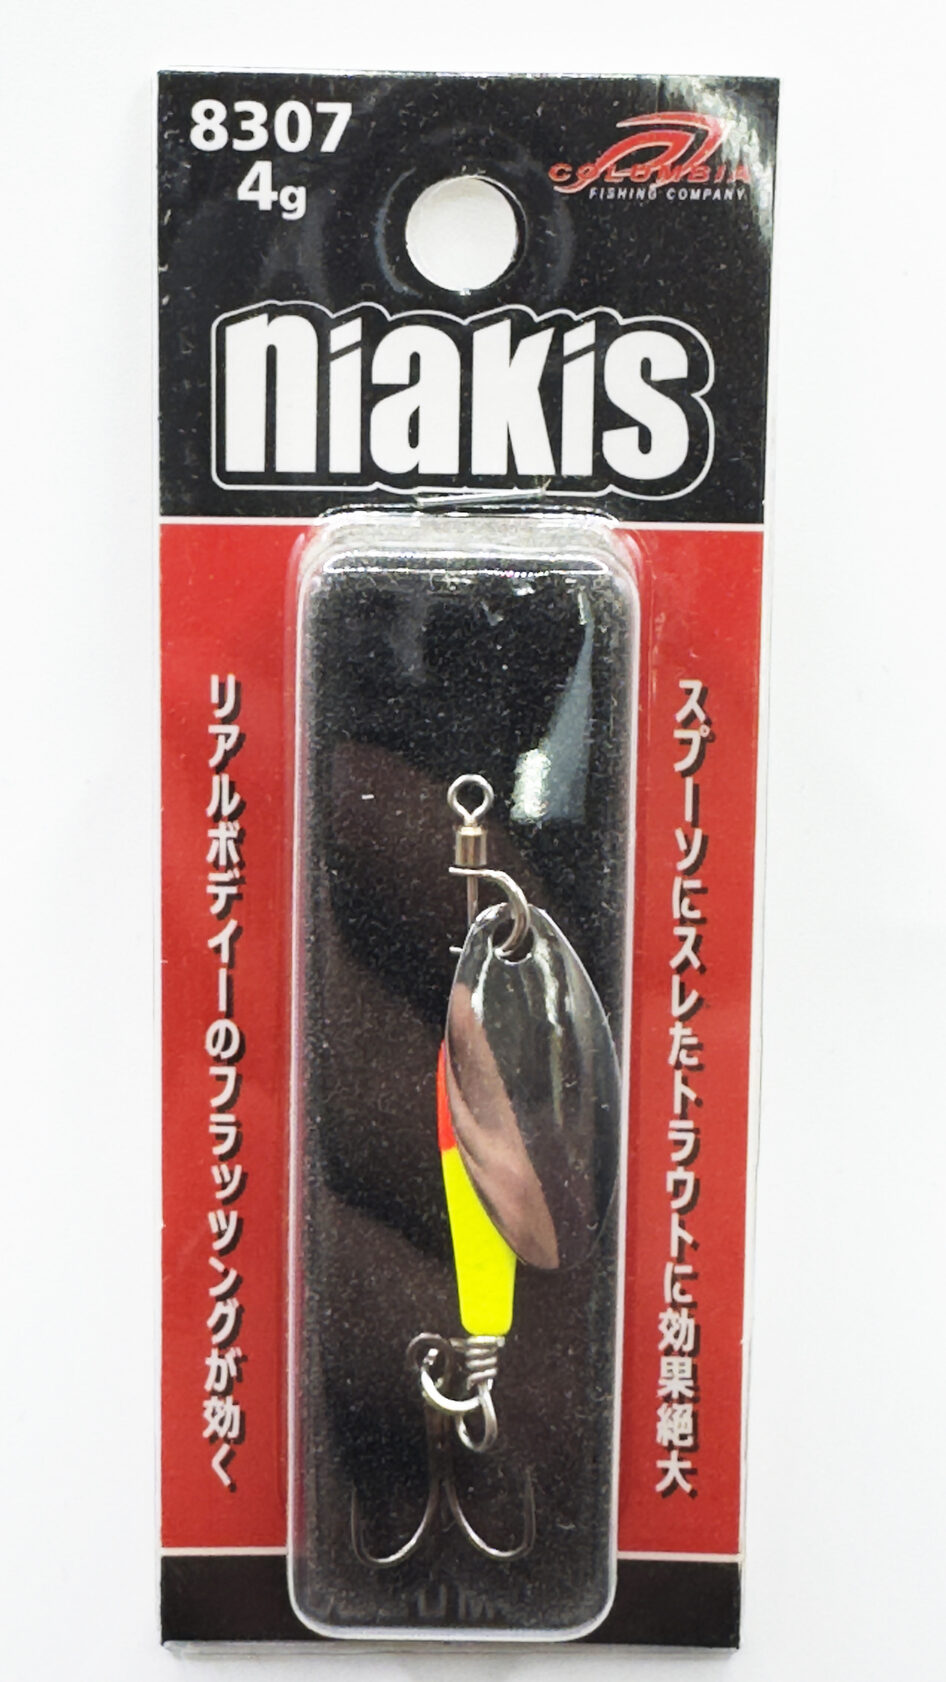 8307
4g
COLUMBIA
FISHING COMPANY
niakis
スプーソにスレたトラウトに効果絶大
リアルボディーのフラッツングが効く